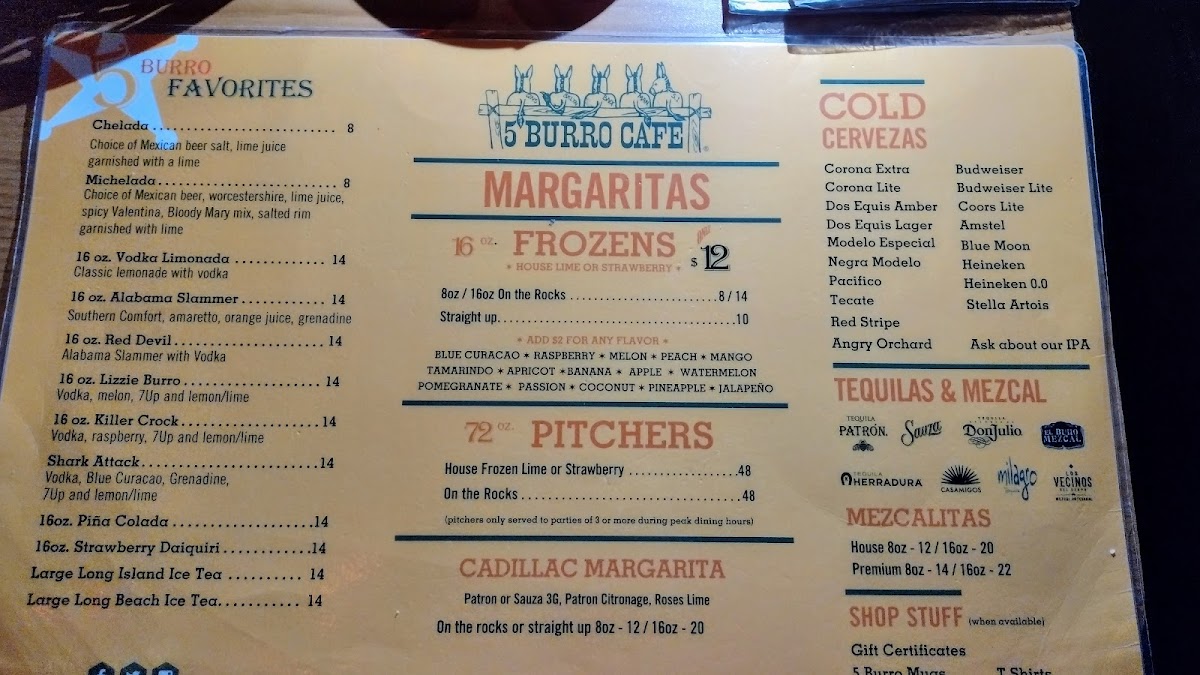 5 BURRO
FAVORITES
Chelada 8
Choice of Mexican beer salt, lime juice
garnished with a lime
Michelada 8
Choice of Mexican beer, worcestershire, lime juice,
spicy Valentina, Bloody Mary mix, salted rim
garnished with lime
16 oz. Vodka Limonada 14
Classic lemonade with vodka
16 oz. Alabama Slammer 14
Southern Comfort, amaretto, orange juice, grenadine
16 oz. Red Devil 14
Alabama Slammer with Vodka
16 oz. Lizzie Burro 14
Vodka, melon, 7Up and lemon/lime
16 oz. Killer Crock 14
Vodka, raspberry, 7Up and lemon/lime
Shark Attack 14
Vodka, Blue Curacao, Grenadine,
7Up and lemon/lime
16oz. Piña Colada 14
16oz. Strawberry Daiquiri 14
Large Long Island Ice Tea 14
Large Long Beach Ice Tea 14
5 BURRO CAFE
MARGARITAS
16 oz. FROZENS $12
* HOUSE LIME OR STRAWBERRY *
8oz / 16oz On the Rocks 8 / 14
Straight up 10
* ADD $2 FOR ANY FLAVOR *
BLUE CURACAO * RASPBERRY * MELON * PEACH * MANGO
TAMARINDO * APRICOT * BANANA * APPLE * WATERMELON
POMEGRANATE * PASSION * COCONUT * PINEAPPLE * JALAPEÑO
72 oz. PITCHERS
House Frozen Lime or Strawberry 48
On the Rocks 48
(pitchers only served to parties of 3 or more during peak dining hours)
CADILLAC MARGARITA
Patron or Sauza 3G, Patron Citronage, Roses Lime
On the rocks or straight up 8oz - 12 / 16oz - 20
COLD
CERVEZAS
Corona Extra
Corona Lite
Dos Equis Amber
Dos Equis Lager
Modelo Especial
Negra Modelo
Pacifico
Tecate
Red Stripe
Angry Orchard
Budweiser
Budweiser Lite
Coors Lite
Amstel
Blue Moon
Heineken
Heineken 0.0
Stella Artois
Ask about our IPA
TEQUILAS & MEZCAL
TEQUILA
PATRÓN.
Sauza
Don Julio
EL BUHO
MEZCAL
TEQUILA
HERRADURA
CASAMIGOS
milagro
LOS
VECINOS
MEZCALITAS
House 8oz - 12 / 16oz - 20
Premium 8oz - 14 / 16oz - 22
SHOP STUFF (when available)
Gift Certificates
5 Burro Mugs
T Shirts